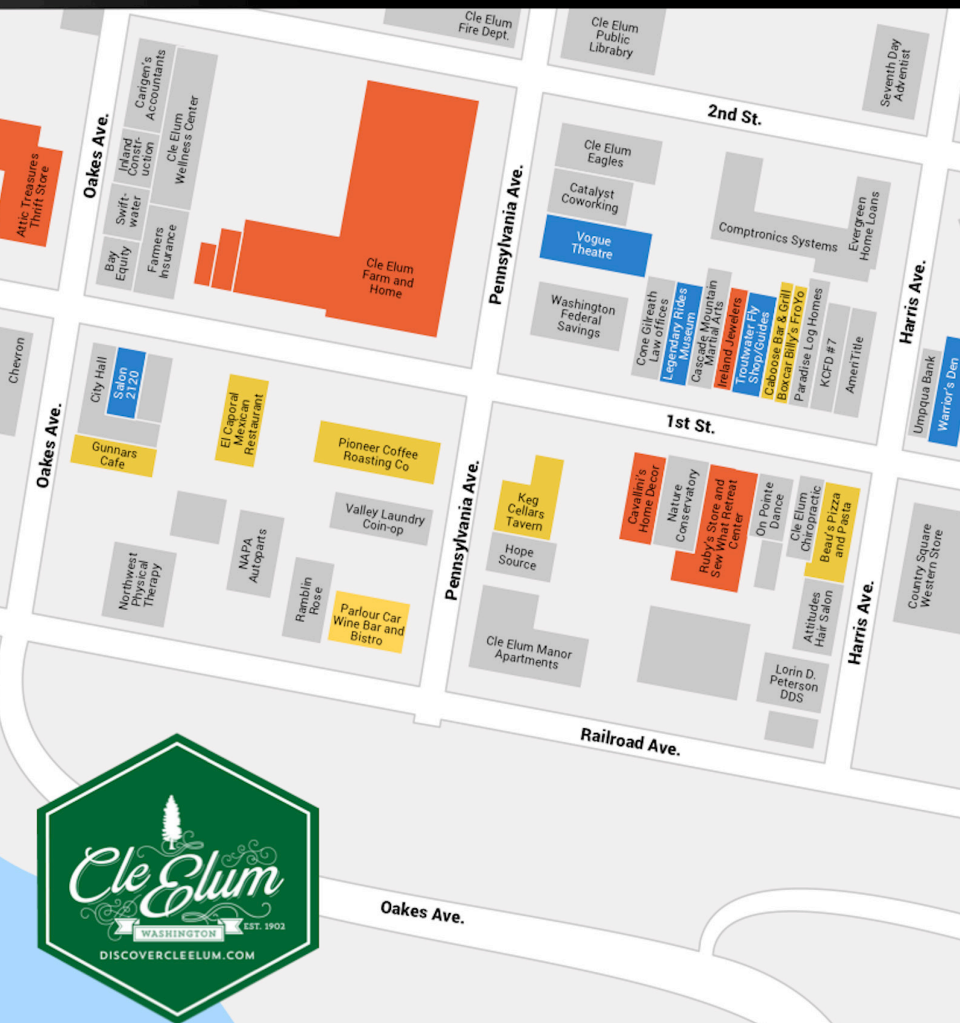 Cle Elum
Fire Dept.
Cle Elum
Public
Librabry
Seventh Day
Adventist
2nd St.
Oakes Ave.
Carigen's
Accountants
Inland
Constr-
uction
Swift-
water
Bay
Equity
Cle Elum
Wellness Center
Farmers
Insurance
Attic Treasures
Thrift Store
Cle Elum
Farm and
Home
Pennsylvania Ave.
Cle Elum
Eagles
Catalyst
Coworking
Vogue
Theatre
Washington
Federal
Savings
Comptronics Systems
Evergreen
Home Loans
Cone Gilreath
Law offices
Legendary Rides
Museum
Cascade Mountain
Martial Arts
Ireland Jewelers
Troutwater Fly
Shop/Guides
Caboose Bar & Grill
Boxcar Billy's FroYo
Paradise Log Homes
KCFD #7
AmeriTitle
Harris Ave.
Umpqua Bank
Warrior's Den
1st St.
Chevron
Oakes Ave.
City Hall
Salon
2120
Gunnars
Cafe
El Caporal
Mexican
Restaurant
Pioneer Coffee
Roasting Co
Valley Laundry
Coin-op
NAPA
Autoparts
Northwest
Physical
Therapy
Ramblin
Rose
Parlour Car
Wine Bar and
Bistro
Pennsylvania Ave.
Keg
Cellars
Tavern
Hope
Source
Cle Elum Manor
Apartments
Cavallini's
Home Decor
Nature
Conservatory
Ruby's Store and
Sew What Retreat
Center
On Pointe
Dance
Cle Elum
Chiropractic
Beau's Pizza
and Pasta
Attitudes
Hair Salon
Lorin D.
Peterson
DDS
Harris Ave.
Country Square
Western Store
Railroad Ave.
Oakes Ave.
Cle Elum
WASHINGTON
EST. 1902
DISCOVERCLEELUM.COM